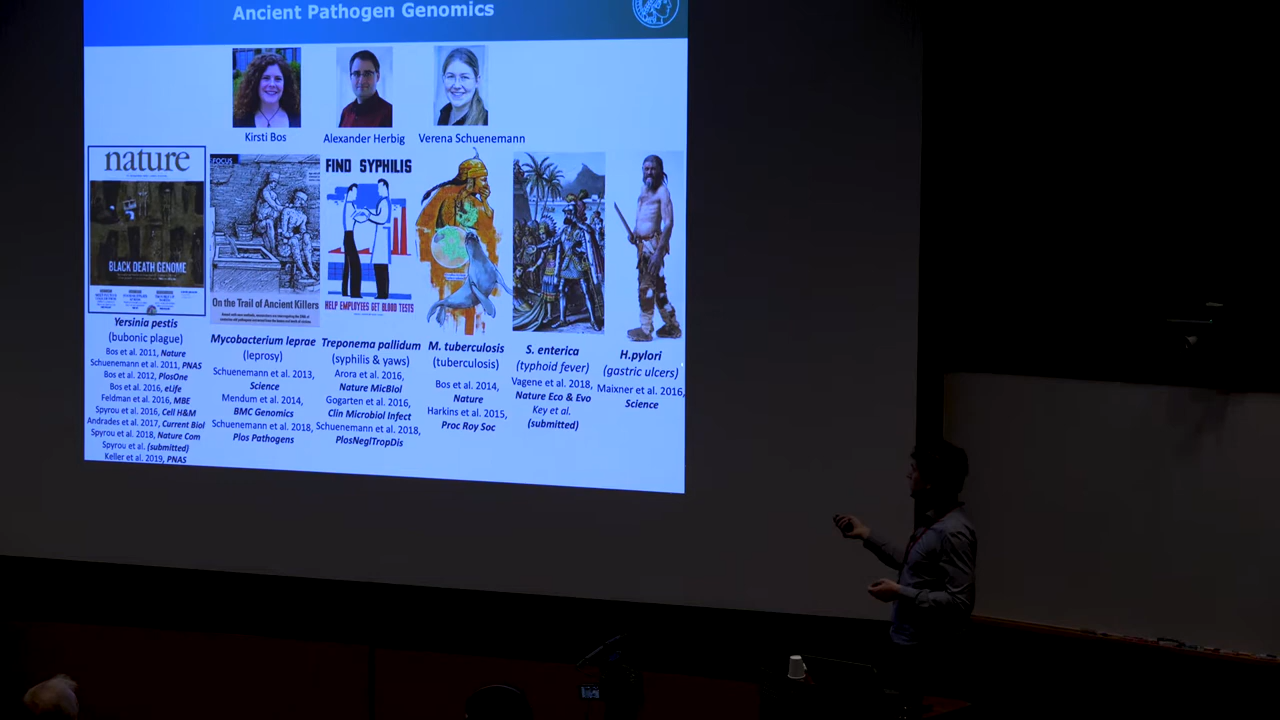 Ancient Pathogen Genomics
Kirsti Bos
Alexander Herbig
Verena Schuenemann
nature
BLACK DEATH GENOME
FOCUS
On the Trail of Ancient Killers
FIND SYPHILIS
HELP EMPLOYEES GET BLOOD TESTS
Yersinia pestis
(bubonic plague)
Bos et al. 2011, Nature
Schuenemann et al. 2011, PNAS
Bos et al. 2012, PlosOne
Bos et al. 2016, eLife
Feldman et al. 2016, MBE
Spyrou et al. 2016, Cell H&M
Andrades et al. 2017, Current Biol
Spyrou et al. 2018, Nature Com
Spyrou et al. (submitted)
Keller et al. 2019, PNAS
Mycobacterium leprae
(leprosy)
Schuenemann et al. 2013,
Science
Mendum et al. 2014,
BMC Genomics
Schuenemann et al. 2018,
Plos Pathogens
Treponema pallidum
(syphilis & yaws)
Arora et al. 2016,
Nature MicBiol
Gogarten et al. 2016,
Clin Microbiol Infect
Schuenemann et al. 2018,
PlosNeglTropDis
M. tuberculosis
(tuberculosis)
Bos et al. 2014,
Nature
Harkins et al. 2015,
Proc Roy Soc
S. enterica
(typhoid fever)
Vagene et al. 2018,
Nature Eco & Evo
Key et al.
(submitted)
H.pylori
(gastric ulcers)
Maixner et al. 2016,
Science